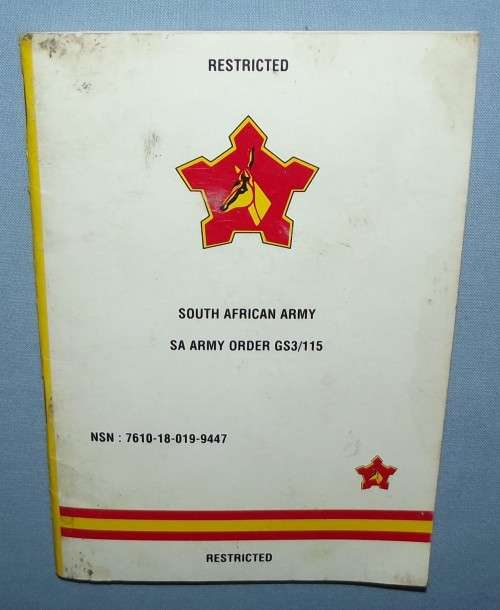 RESTRICTED
SOUTH AFRICAN ARMY
SA ARMY ORDER GS3/115
NSN : 7610-18-019-9447
RESTRICTED